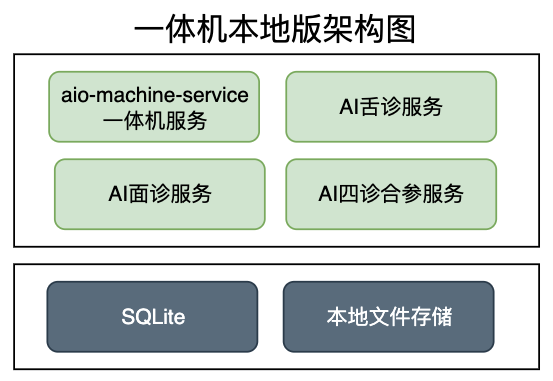 一体机本地版架构图
aio-machine-service
一体机服务
AI舌诊服务
AI面诊服务
AI四诊合参服务
SQLite
本地文件存储